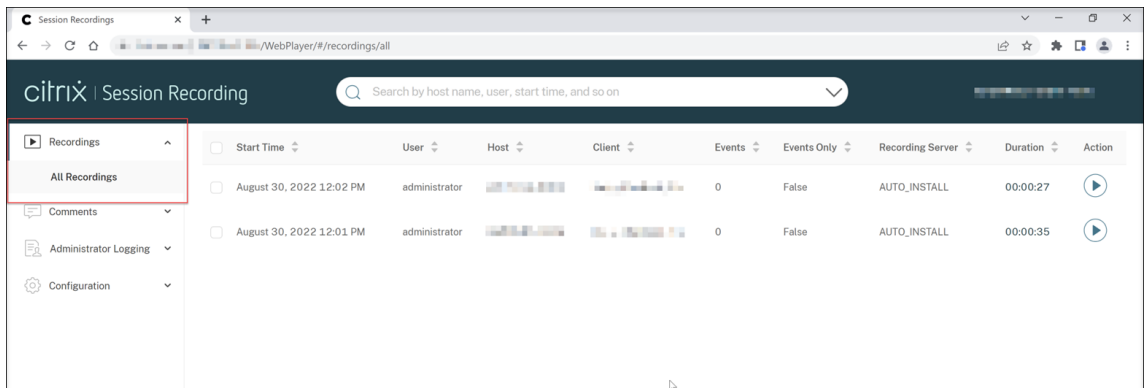 Session Recordings
/WebPlayer/#/recordings/all
citrix | Session Recording
Search by host name, user, start time, and so on
Recordings
All Recordings
Comments
Administrator Logging
Configuration
Start Time User Host Client Events Events Only Recording Server Duration Action
August 30, 2022 12:02 PM administrator 0 False AUTO_INSTALL 00:00:27
August 30, 2022 12:01 PM administrator 0 False AUTO_INSTALL 00:00:35